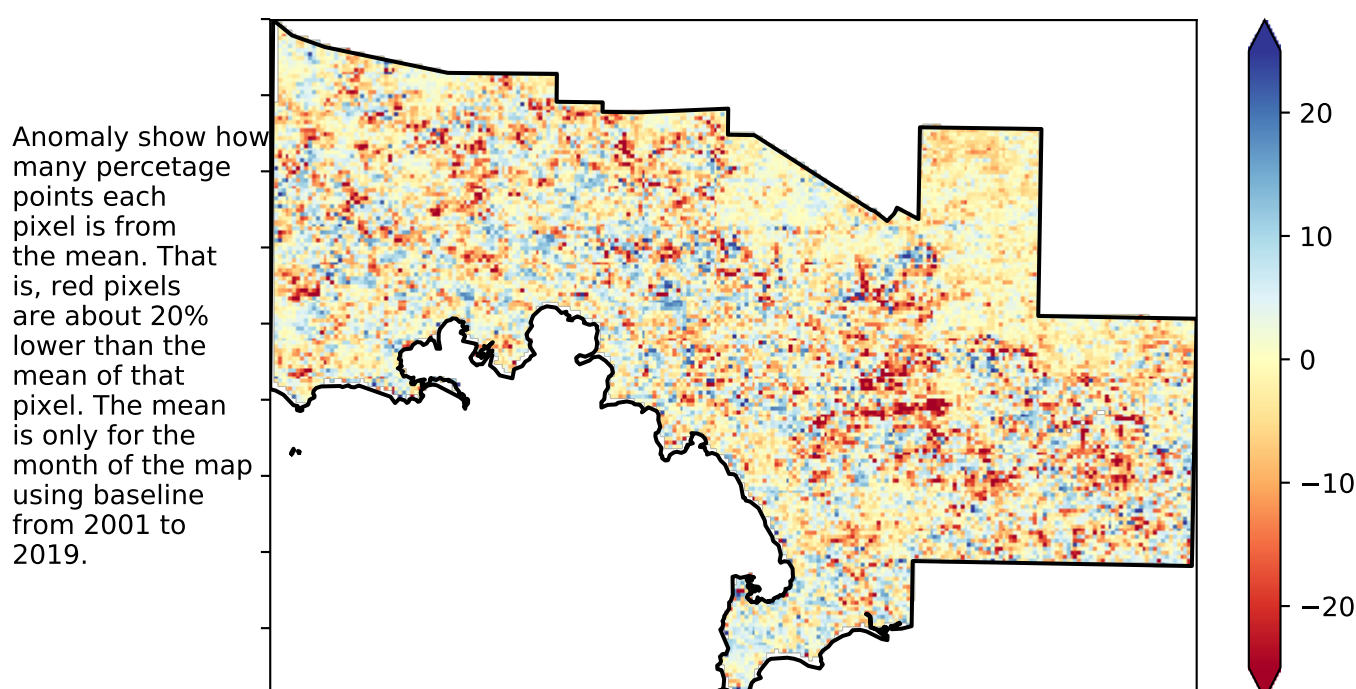 Anomaly show how
many percetage
points each
pixel is from
the mean. That
is, red pixels
are about 20%
lower than the
mean of that
pixel. The mean
is only for the
month of the map
using baseline
from 2001 to
2019.
20
10
0
−10
−20